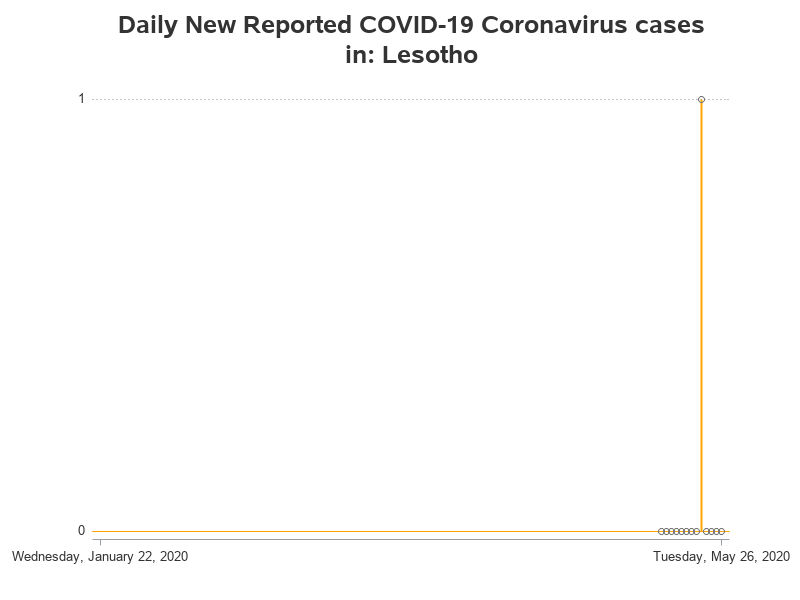 Daily New Reported COVID-19 Coronavirus cases
in: Lesotho
1
0
Wednesday, January 22, 2020
Tuesday, May 26, 2020